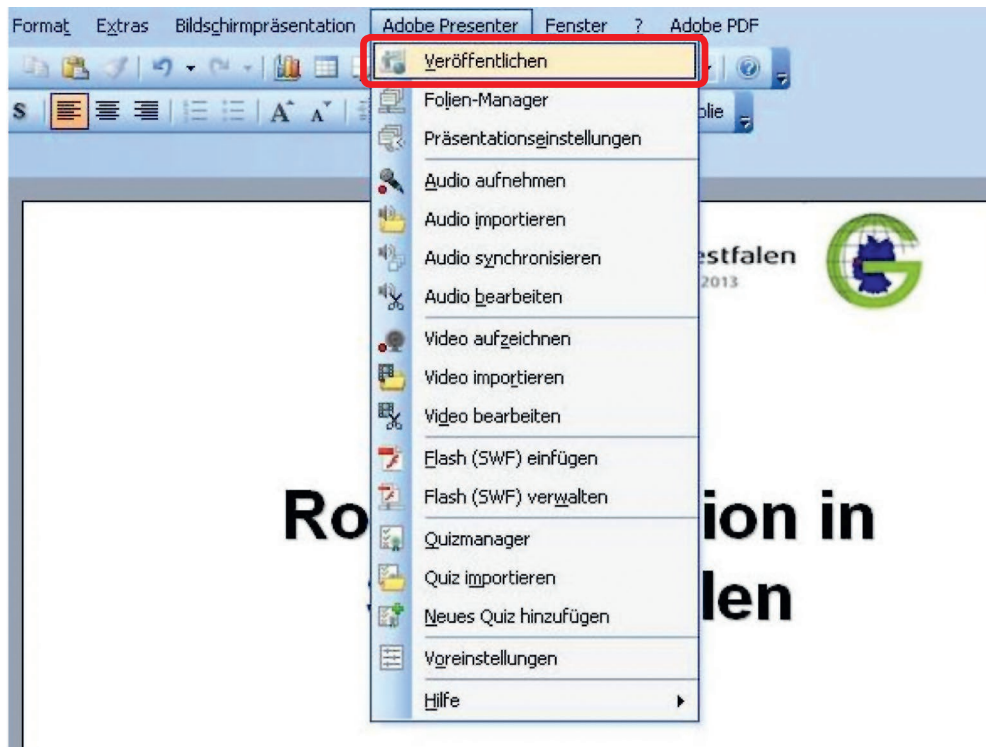 Format Extras Bildschirmpräsentation Adobe Presenter Fenster ? Adobe PDF
Veröffentlichen
S A A
Folien-Manager
olie
Präsentationseinstellungen
Audio aufnehmen
Audio importieren
Audio synchronisieren
estfalen
2013
G
Audio bearbeiten
Video aufzeichnen
Video importieren
Video bearbeiten
Flash (SWF) einfügen
Flash (SWF) verwalten
Ro ion in
Quizmanager
Quiz importieren
len
Neues Quiz hinzufügen
Voreinstellungen
Hilfe